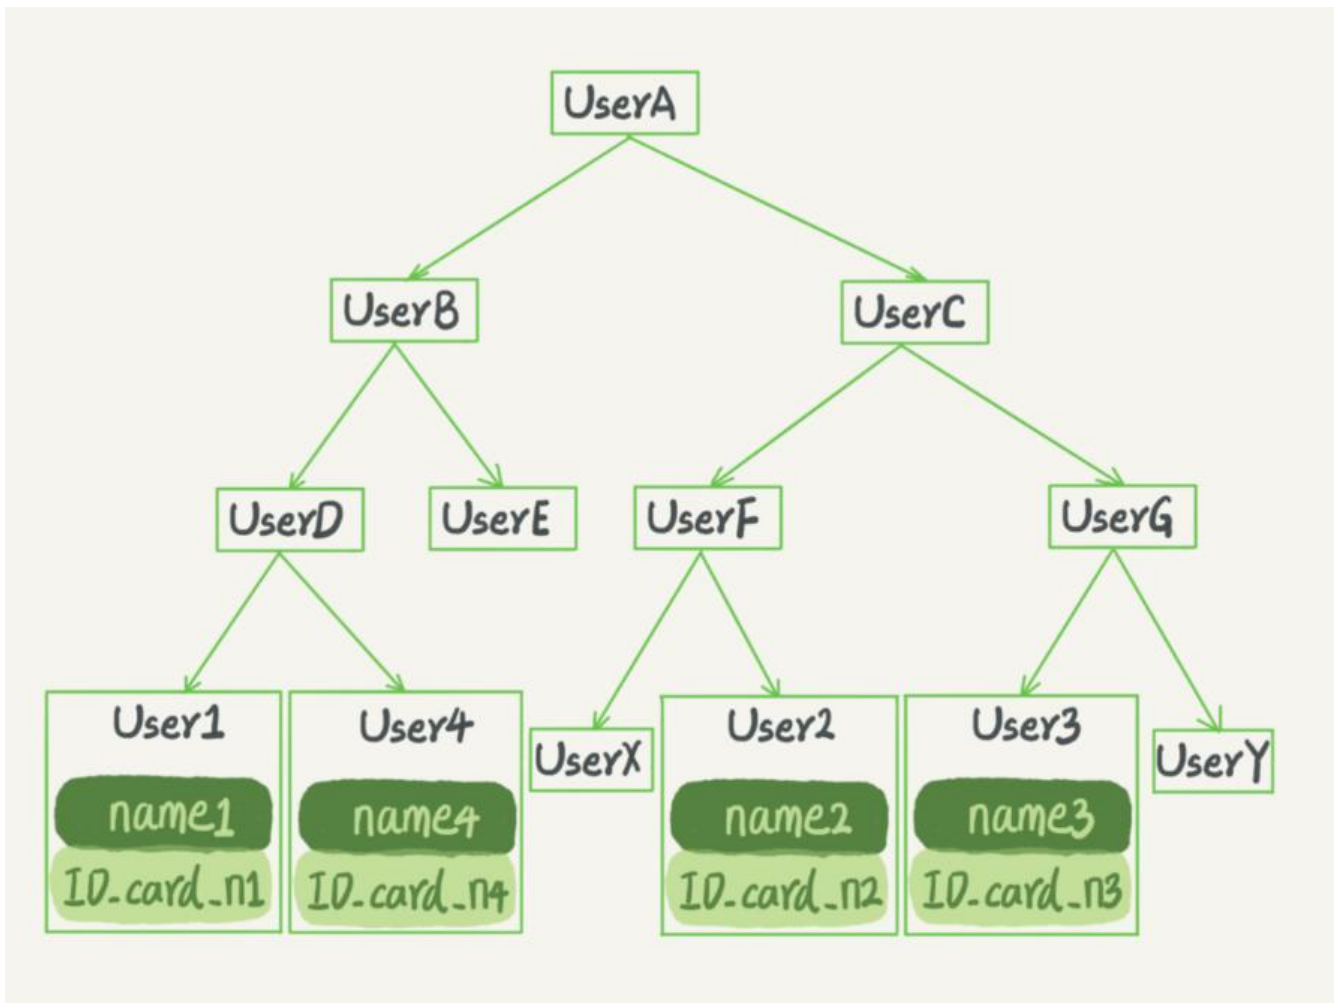 UserA
UserB
UserC
UserD
UserE
UserF
UserG
User1
User4
UserX
User2
User3
UserY
name1
name4
name2
name3
ID_card_n1
ID_card_n4
ID_card_n2
ID_card_n3